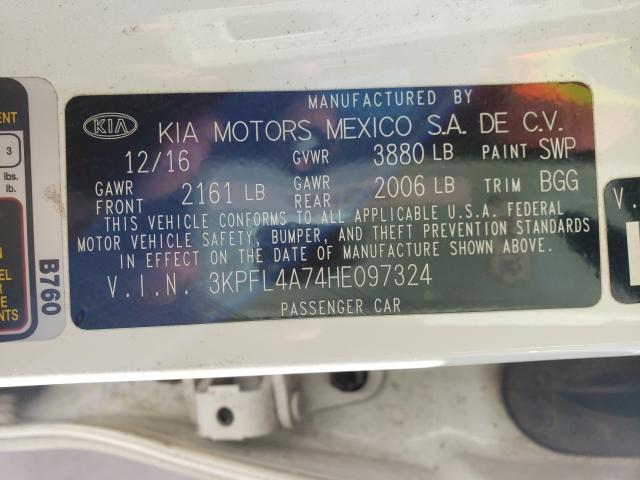 MANUFACTURED BY
KIA KIA MOTORS MEXICO S.A. DE C.V.
12/16 GVWR 3880 LB PAINT SWP
GAWR FRONT 2161 LB GAWR REAR 2006 LB TRIM BGG
THIS VEHICLE CONFORMS TO ALL APPLICABLE U.S.A. FEDERAL
MOTOR VEHICLE SAFETY, BUMPER, AND THEFT PREVENTION STANDARDS
IN EFFECT ON THE DATE OF MANUFACTURE SHOWN ABOVE.
V.I.N. 3KPFL4A74HE097324
PASSENGER CAR
B760
3
lbs.
lb.
V.